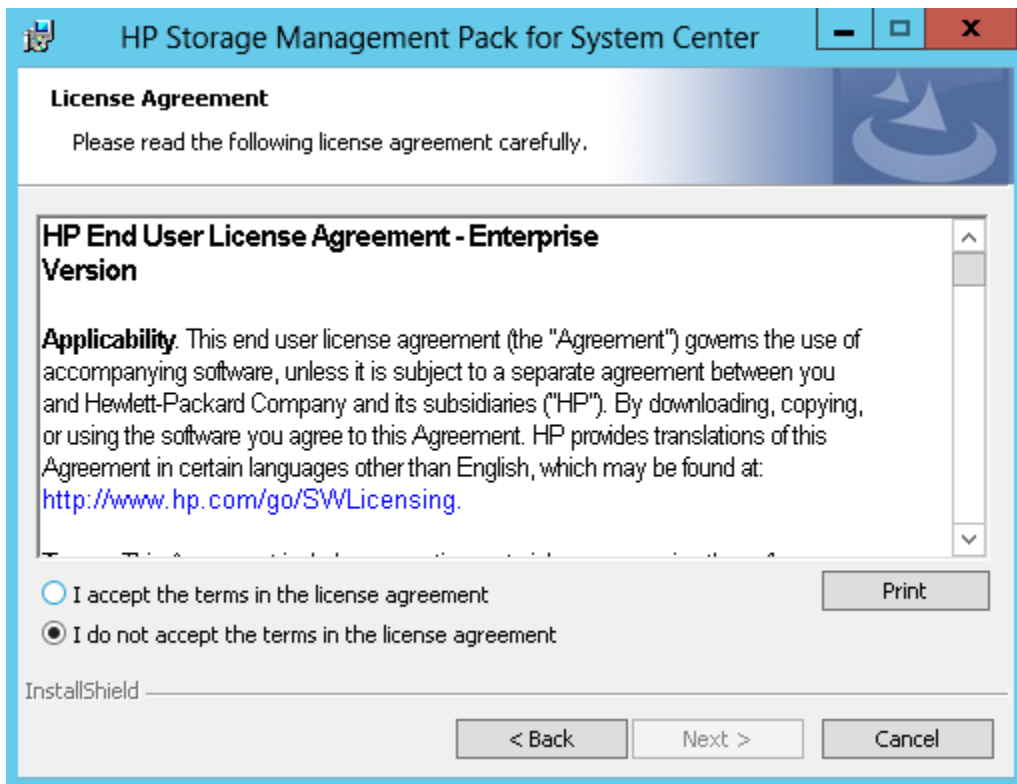 HP Storage Management Pack for System Center
License Agreement
Please read the following license agreement carefully.
HP End User License Agreement - Enterprise
Version
Applicability. This end user license agreement (the "Agreement") governs the use of
accompanying software, unless it is subject to a separate agreement between you
and Hewlett-Packard Company and its subsidiaries ("HP"). By downloading, copying,
or using the software you agree to this Agreement. HP provides translations of this
Agreement in certain languages other than English, which may be found at:
http://www.hp.com/go/SWLicensing.
I accept the terms in the license agreement
Print
I do not accept the terms in the license agreement
InstallShield
< Back
Next >
Cancel